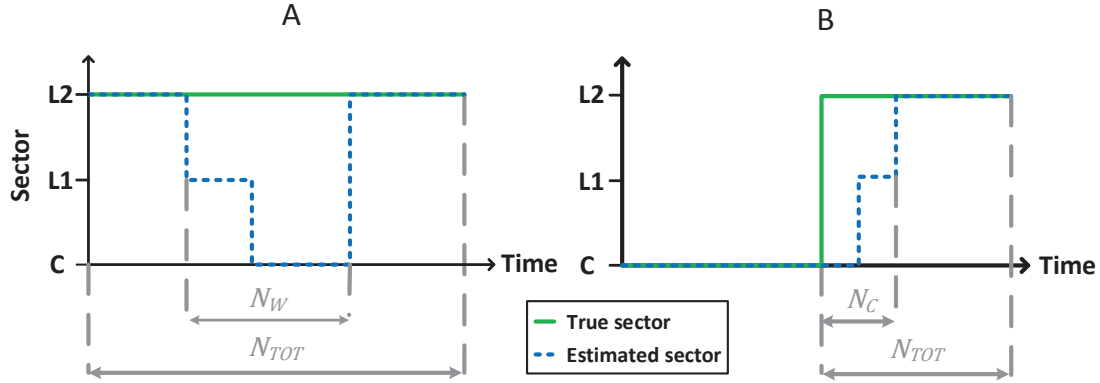 A
B
Sector
L2
L1
C
Time
N_W
N_TOT
L2
L1
C
Time
N_C
N_TOT
True sector
Estimated sector